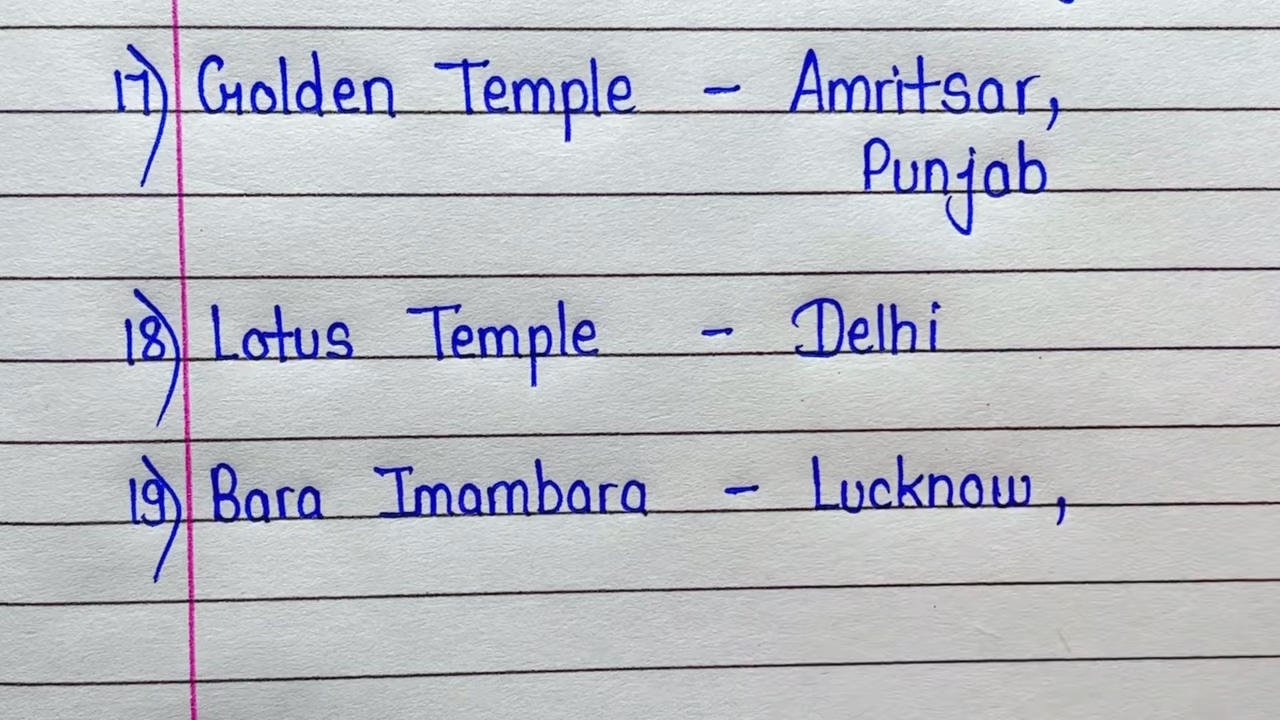 17) Golden Temple - Amritsar,
Punjab
18) Lotus Temple - Delhi
19) Bara Imambara - Lucknow,